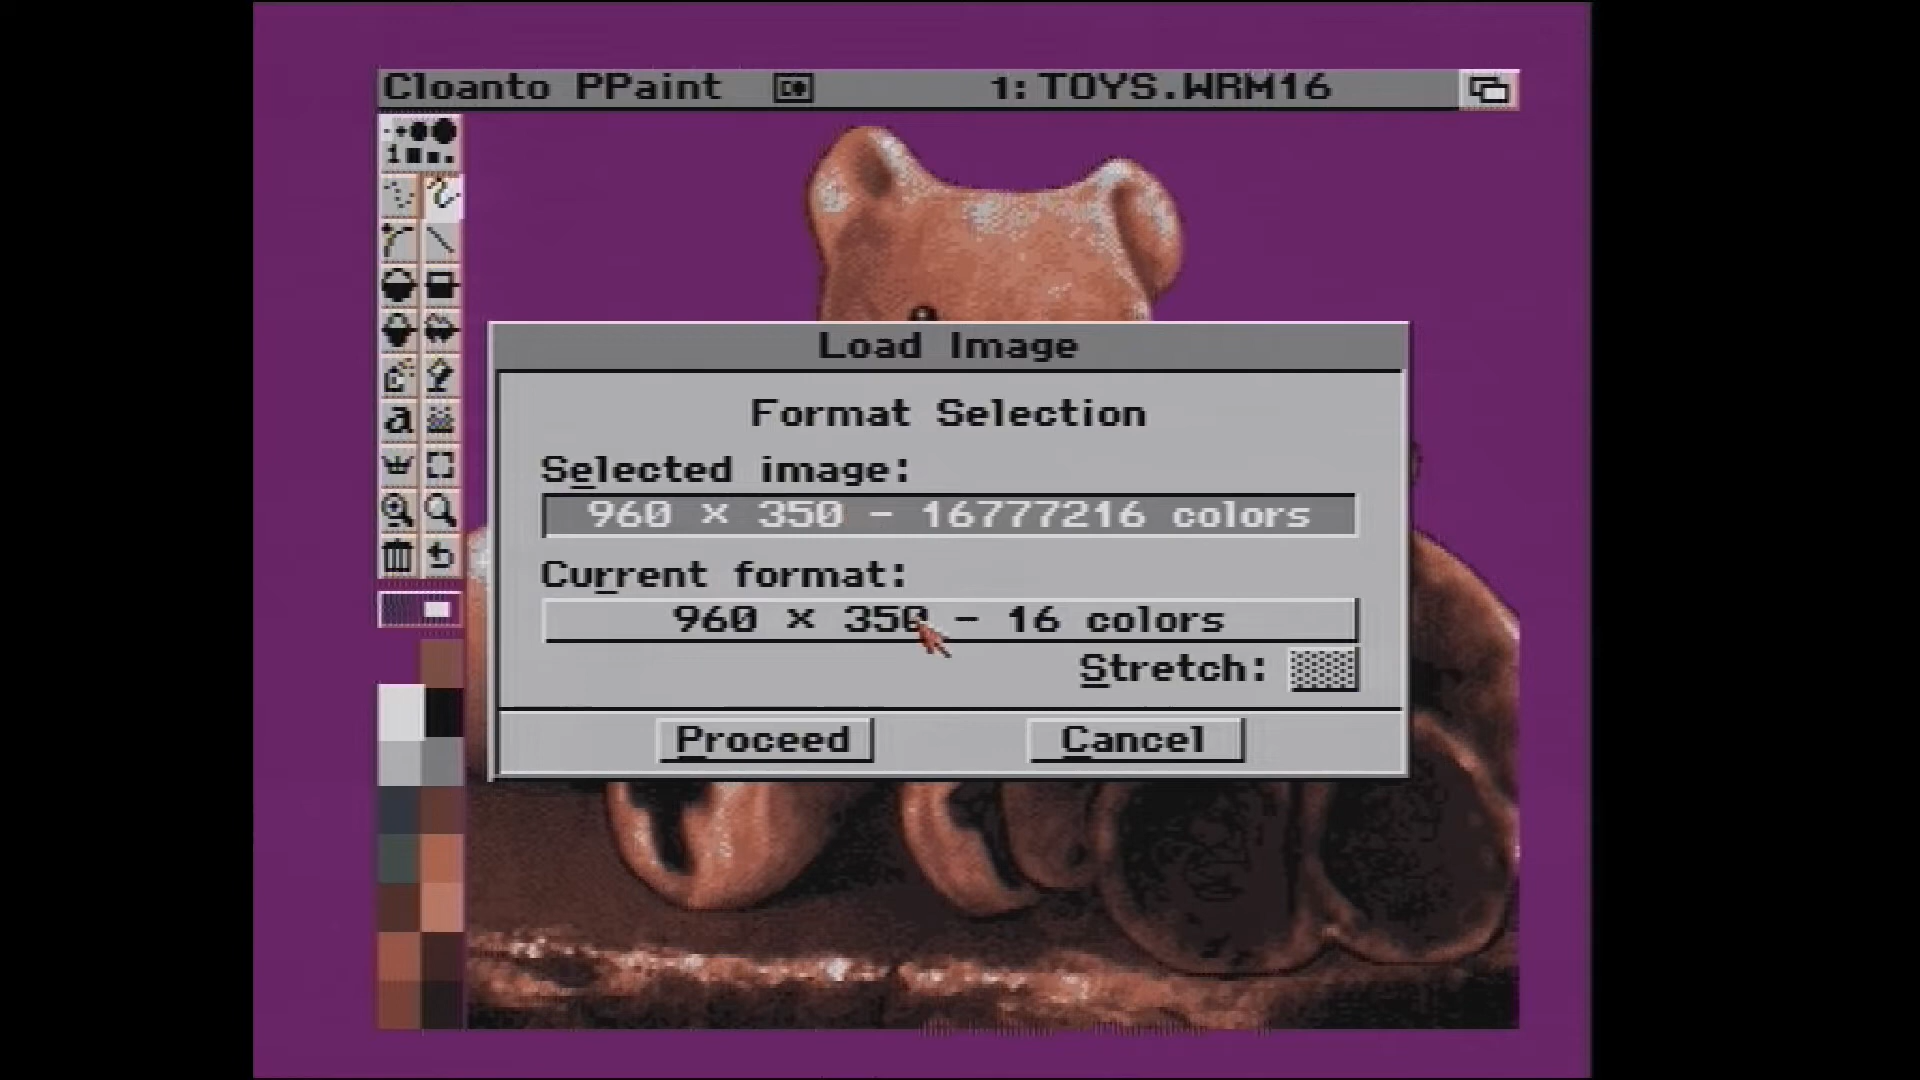 Cloanto PPaint 1:TOYS.WRM16
1
a
Load Image
Format Selection
Selected image:
960 × 350 - 16777216 colors
Current format:
960 × 350 - 16 colors
Stretch:
Proceed Cancel